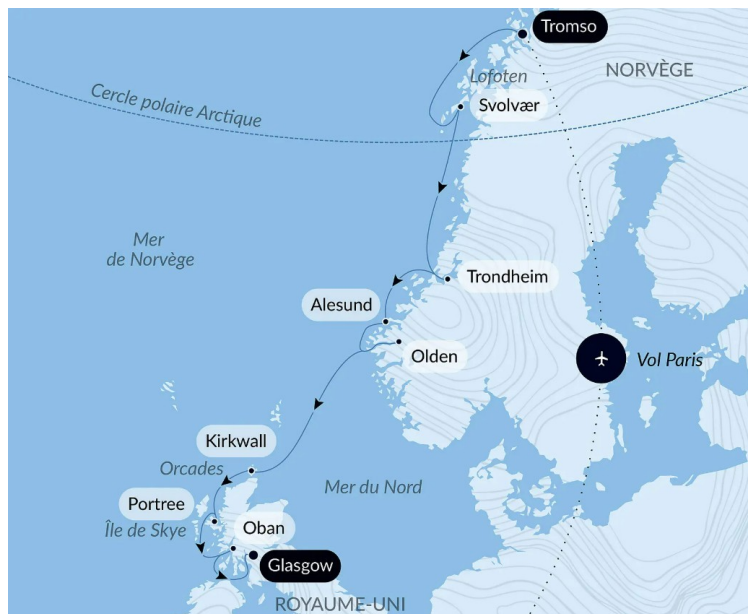 Tromso
NORVÈGE
Lofoten
Svolvær
Cercle polaire Arctique
Mer
de Norvège
Trondheim
Alesund
Olden
Vol Paris
Kirkwall
Orcades
Mer du Nord
Portree
Île de Skye
Oban
Glasgow
ROYAUME-UNI